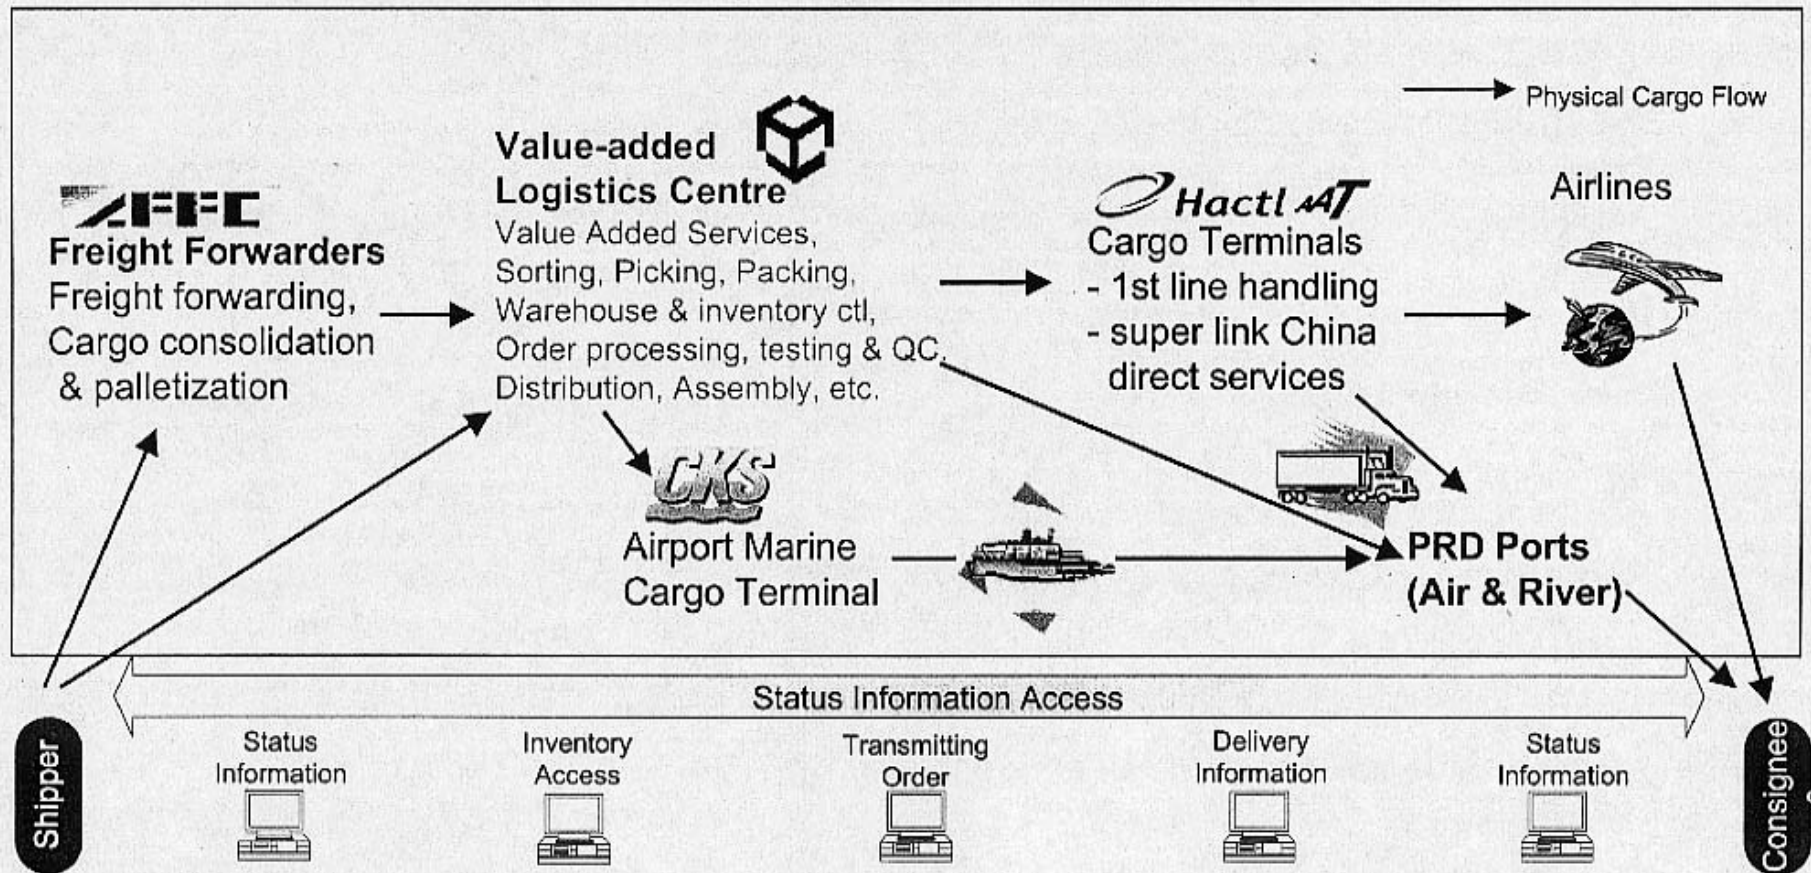 Physical Cargo Flow
AFFC
Freight Forwarders
Freight forwarding,
Cargo consolidation
& palletization
Value-added
Logistics Centre
Value Added Services,
Sorting, Picking, Packing,
Warehouse & inventory ctl,
Order processing, testing & QC,
Distribution, Assembly, etc.
Hactl AAT
Cargo Terminals
- 1st line handling
- super link China
direct services
Airlines
CKS
Airport Marine
Cargo Terminal
PRD Ports
(Air & River)
Status Information Access
Shipper
Status
Information
Inventory
Access
Transmitting
Order
Delivery
Information
Status
Information
Consignee